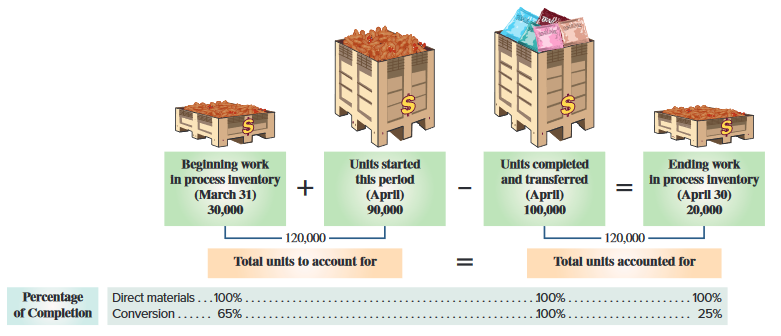 Beginning work
in process inventory
(March 31)
30,000
+
Units started
this period
(April)
90,000
−
Units completed
and transferred
(April)
100,000
=
Ending work
in process inventory
(April 30)
20,000
120,000
120,000
Total units to account for
=
Total units accounted for
Percentage
of Completion
Direct materials . . . 100% . . . 100% . . . 100%
Conversion . . . . . . 65% . . . 100% . . . 25%
$
$
$
$